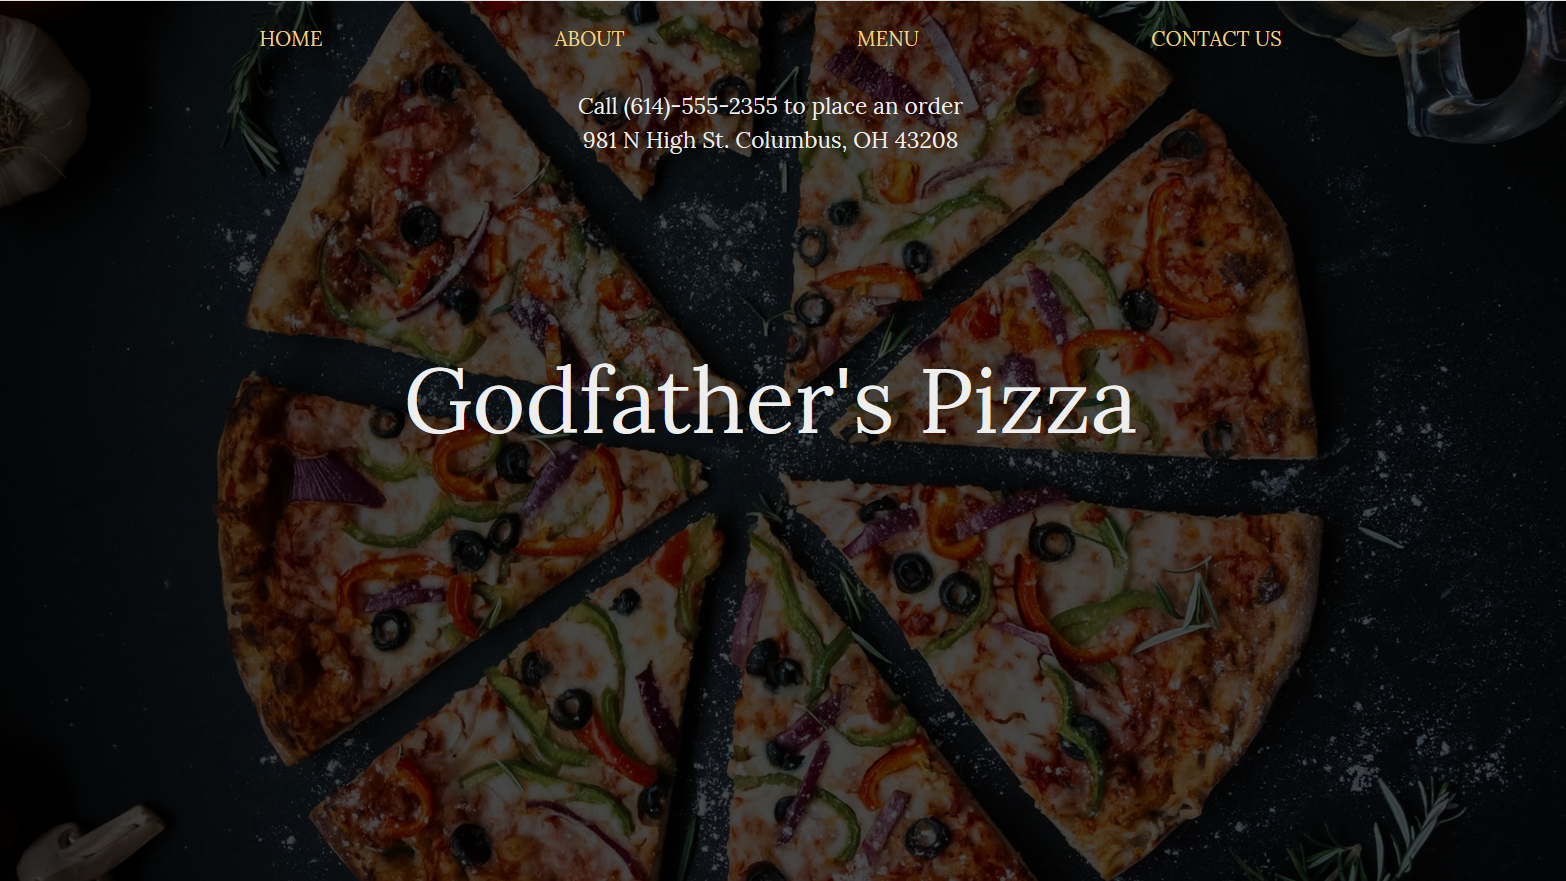 HOME ABOUT MENU CONTACT US
Call (614)-555-2355 to place an order
981 N High St. Columbus, OH 43208
Godfather's Pizza